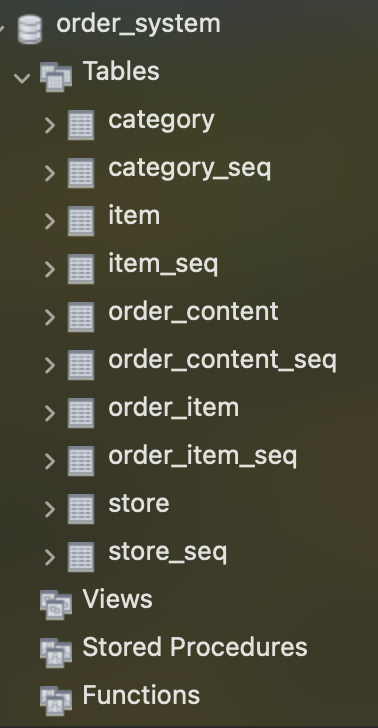 order_system
Tables
category
category_seq
item
item_seq
order_content
order_content_seq
order_item
order_item_seq
store
store_seq
Views
Stored Procedures
Functions